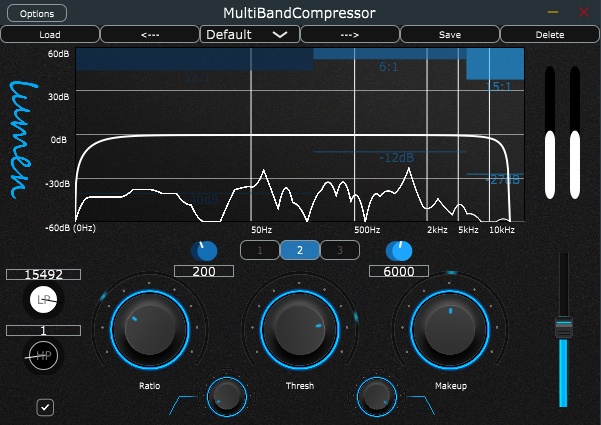 Options
MultiBandCompressor
Load
<---
Default
--->
Save
Delete
lumen
60dB
30dB
0dB
-30dB
-60dB (0Hz)
6:1
15:1
-12dB
-27dB
50Hz
500Hz
2kHz
5kHz
10kHz
1
2
3
200
6000
15492
LP
1
HP
Ratio
Thresh
Makeup